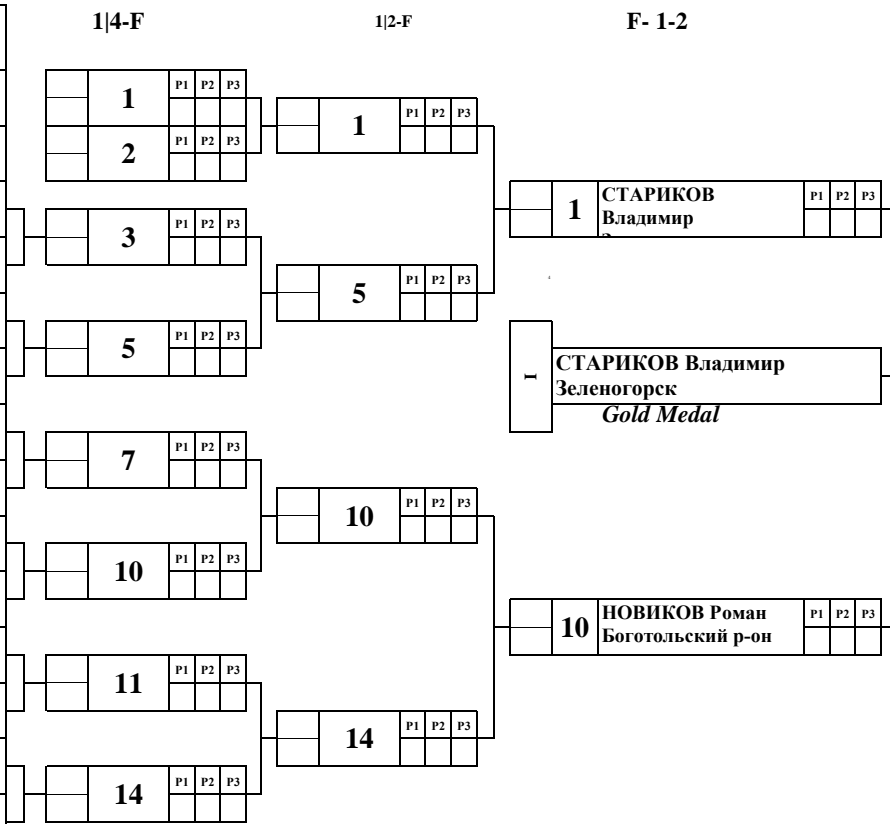 1|4-F 1|2-F F- 1-2
1 P1 P2 P3
2 P1 P2 P3
1 P1 P2 P3
1 СТАРИКОВ P1 P2 P3
Владимир
3 P1 P2 P3
5 P1 P2 P3
5 P1 P2 P3
I СТАРИКОВ Владимир
Зеленогорск
Gold Medal
7 P1 P2 P3
10 P1 P2 P3
10 P1 P2 P3
10 НОВИКОВ Роман P1 P2 P3
Боготольский р-он
11 P1 P2 P3
14 P1 P2 P3
14 P1 P2 P3